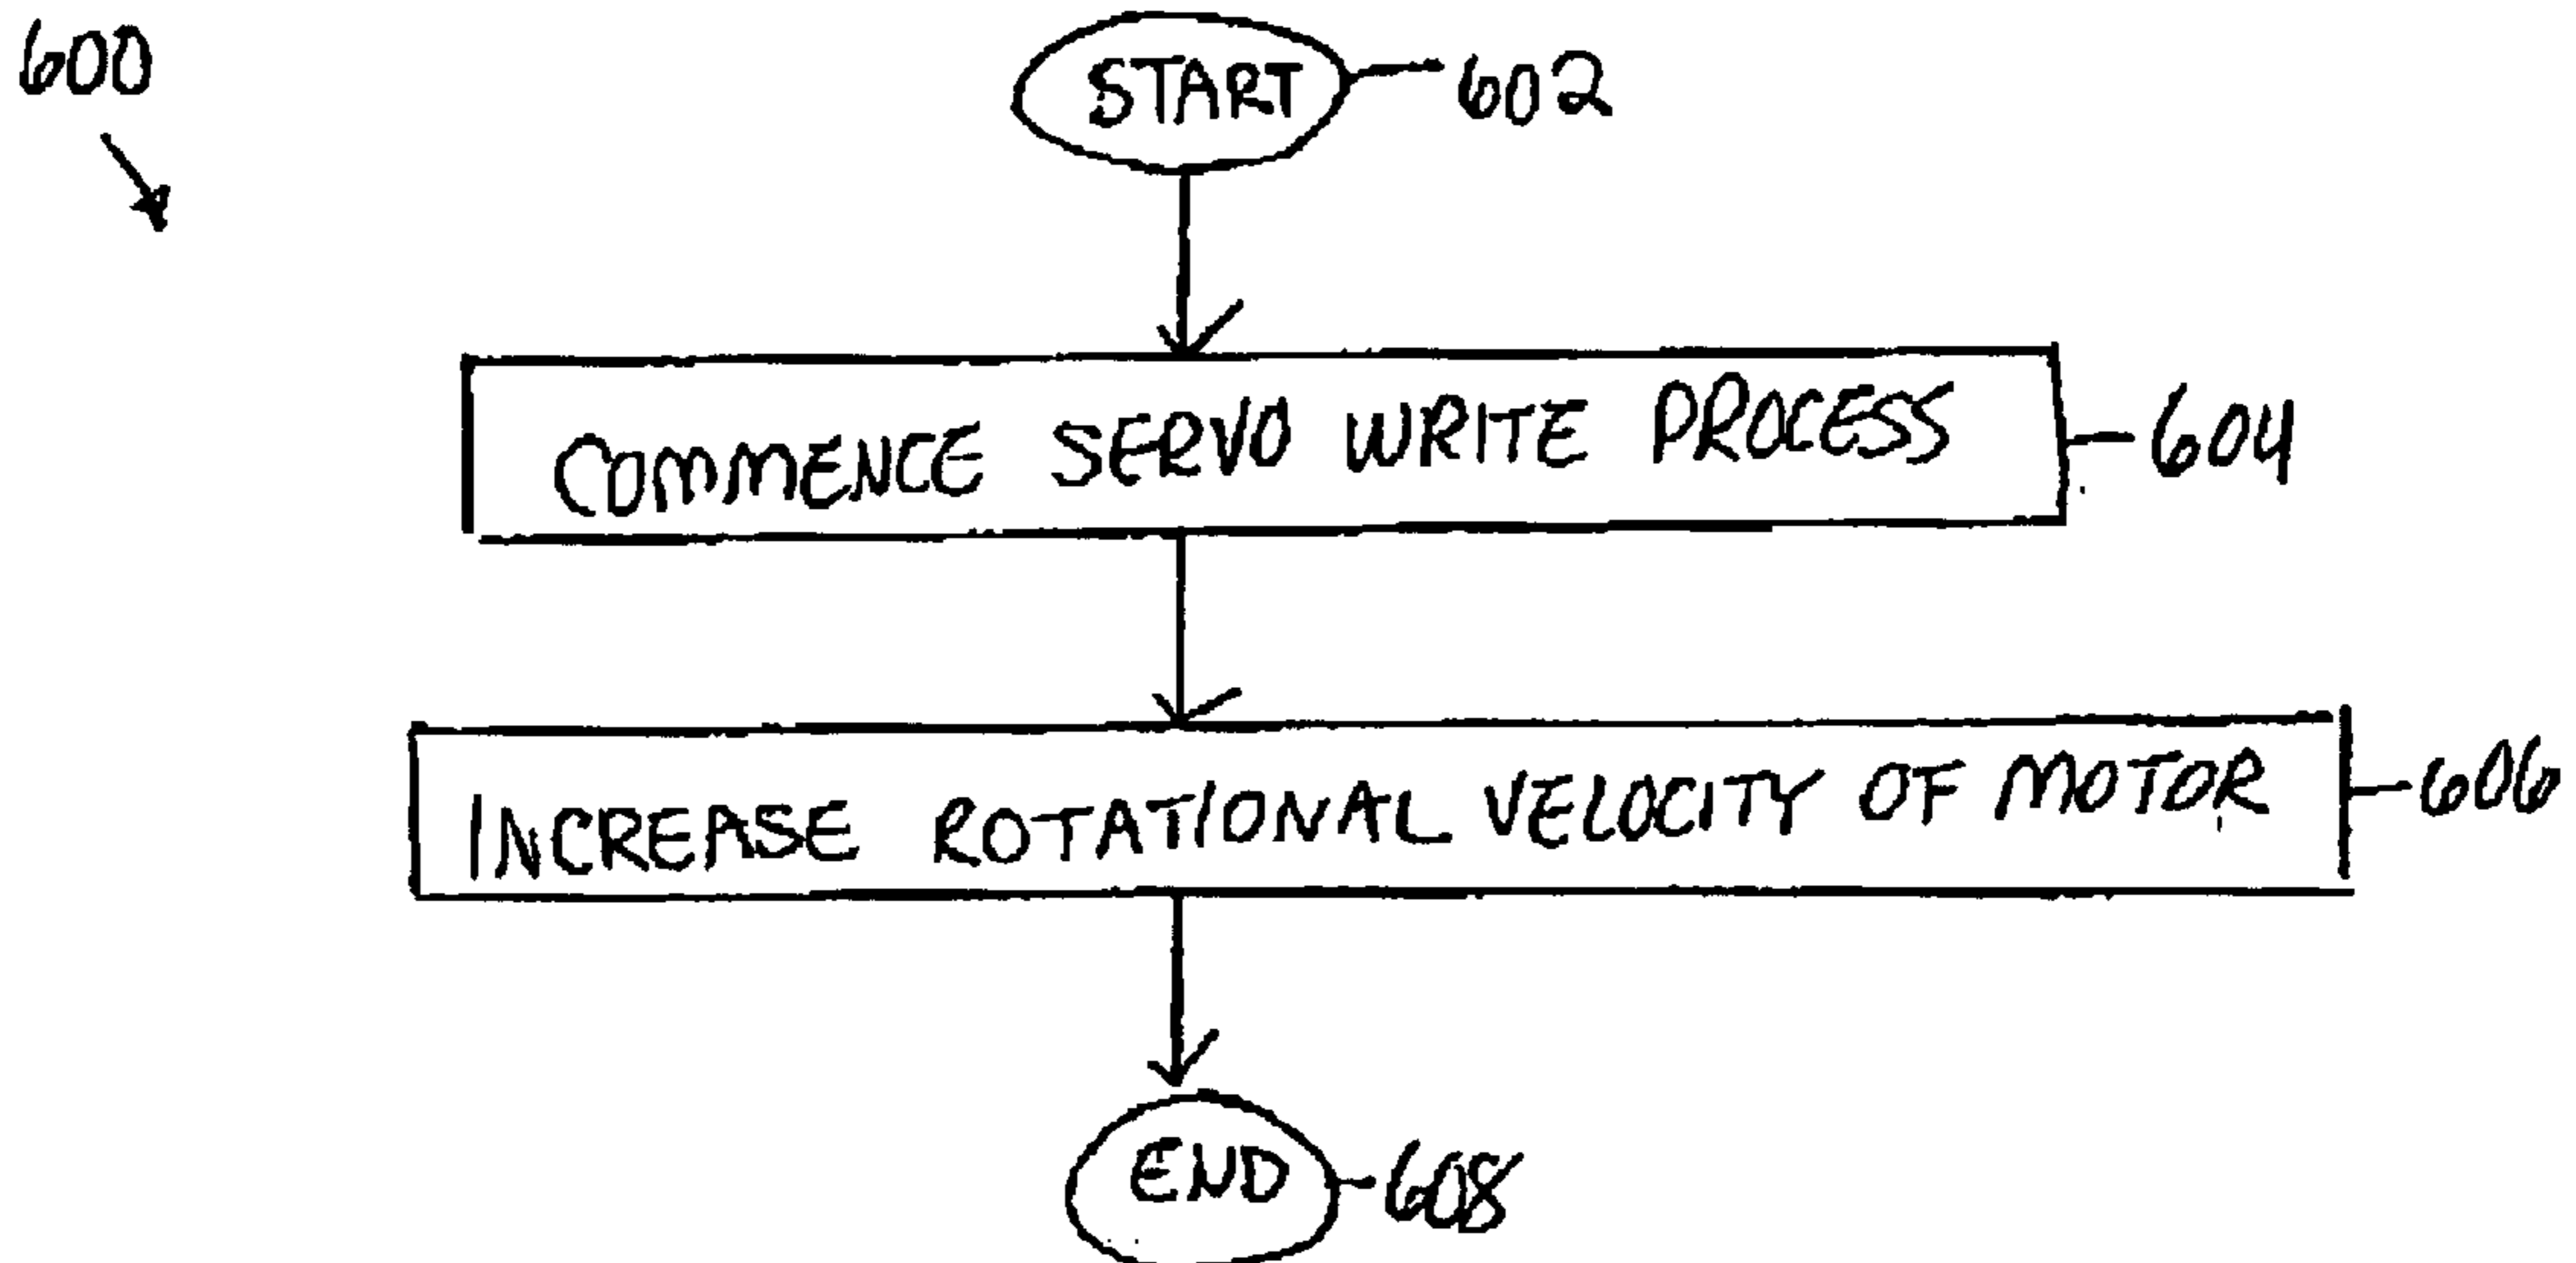 600
START 602
COMMENCE SERVO WRITE PROCESS 604
INCREASE ROTATIONAL VELOCITY OF MOTOR 606
END 608